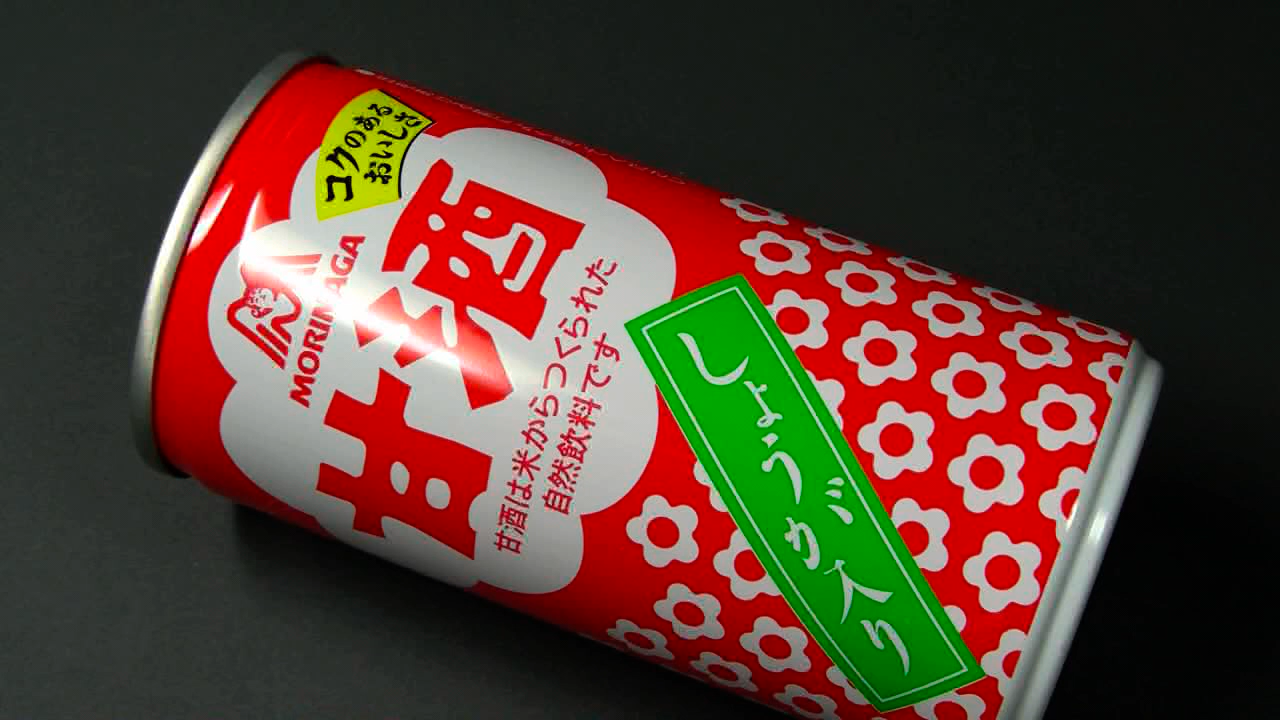 コクのある
おいしさ
MORINAGA
甘酒
甘酒は米からつくられた
自然飲料です
しょうが入り